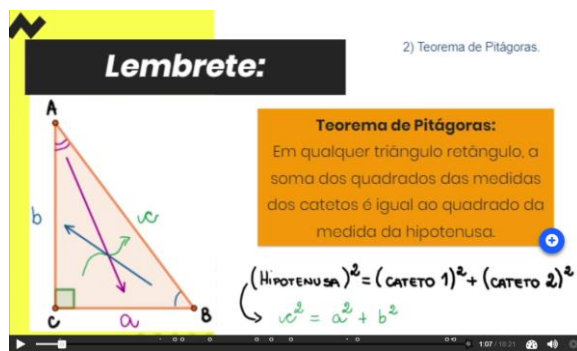 2) Teorema de Pitágoras.
Lembrete:
A
b
c
C
a
B
Teorema de Pitágoras:
Em qualquer triângulo retângulo, a
soma dos quadrados das medidas
dos catetos é igual ao quadrado da
medida da hipotenusa.
(HIPOTENUSA)² = (CATETO 1)² + (CATETO 2)²
c² = a² + b²
1:07 / 18:21